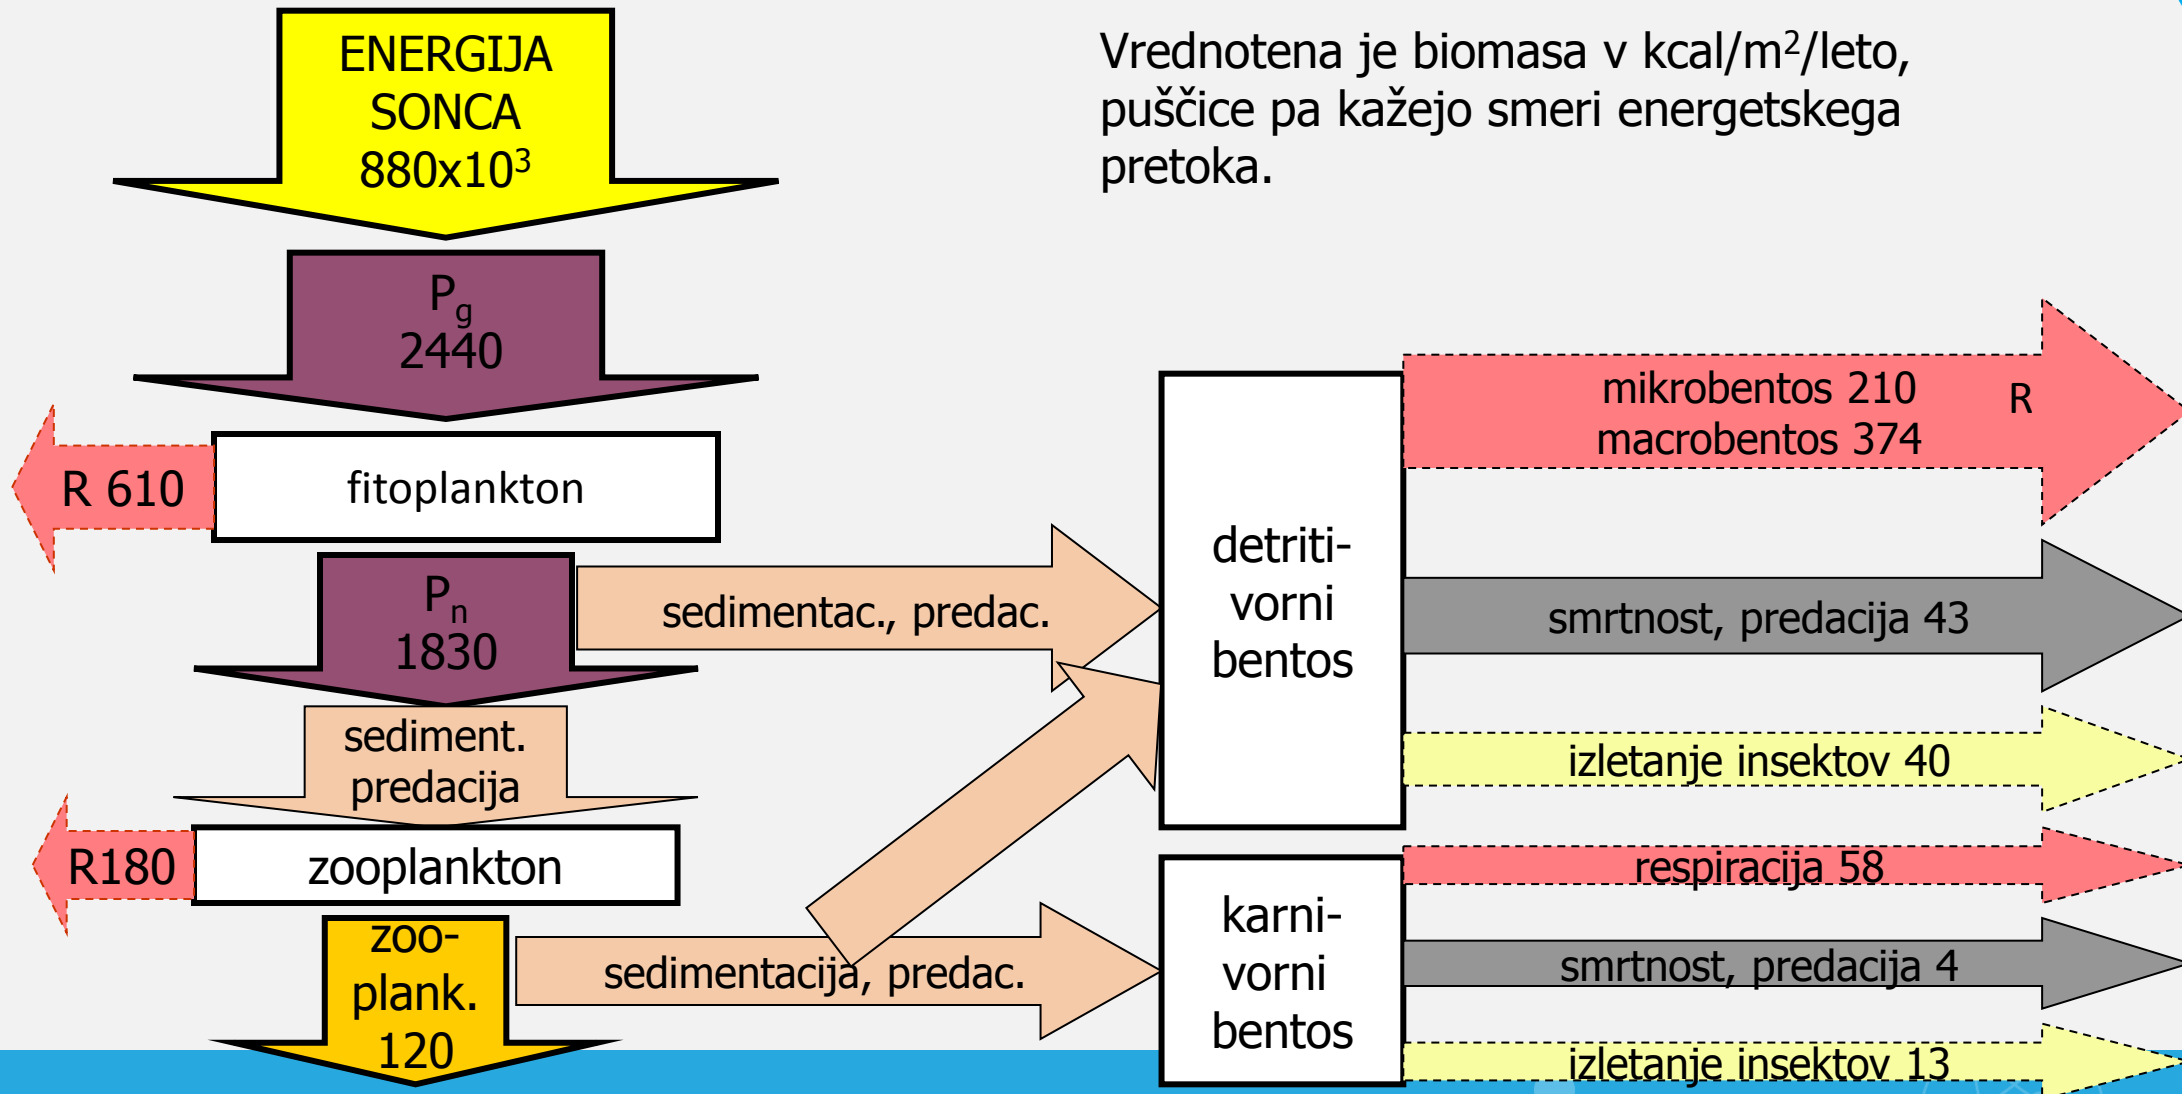 ENERGIJA
SONCA
880x10³
Vrednotena je biomasa v kcal/m²/leto,
puščice pa kažejo smeri energetskega
pretoka.
P_g
2440
R 610
fitoplankton
P_n
1830
sedimentac., predac.
sediment.
predacija
R180
zooplankton
zoo-
plank.
120
sedimentacija, predac.
detriti-
vorni
bentos
mikrobentos 210
R
macrobentos 374
smrtnost, predacija 43
izletanje insektov 40
karni-
vorni
bentos
respiracija 58
smrtnost, predacija 4
izletanje insektov 13